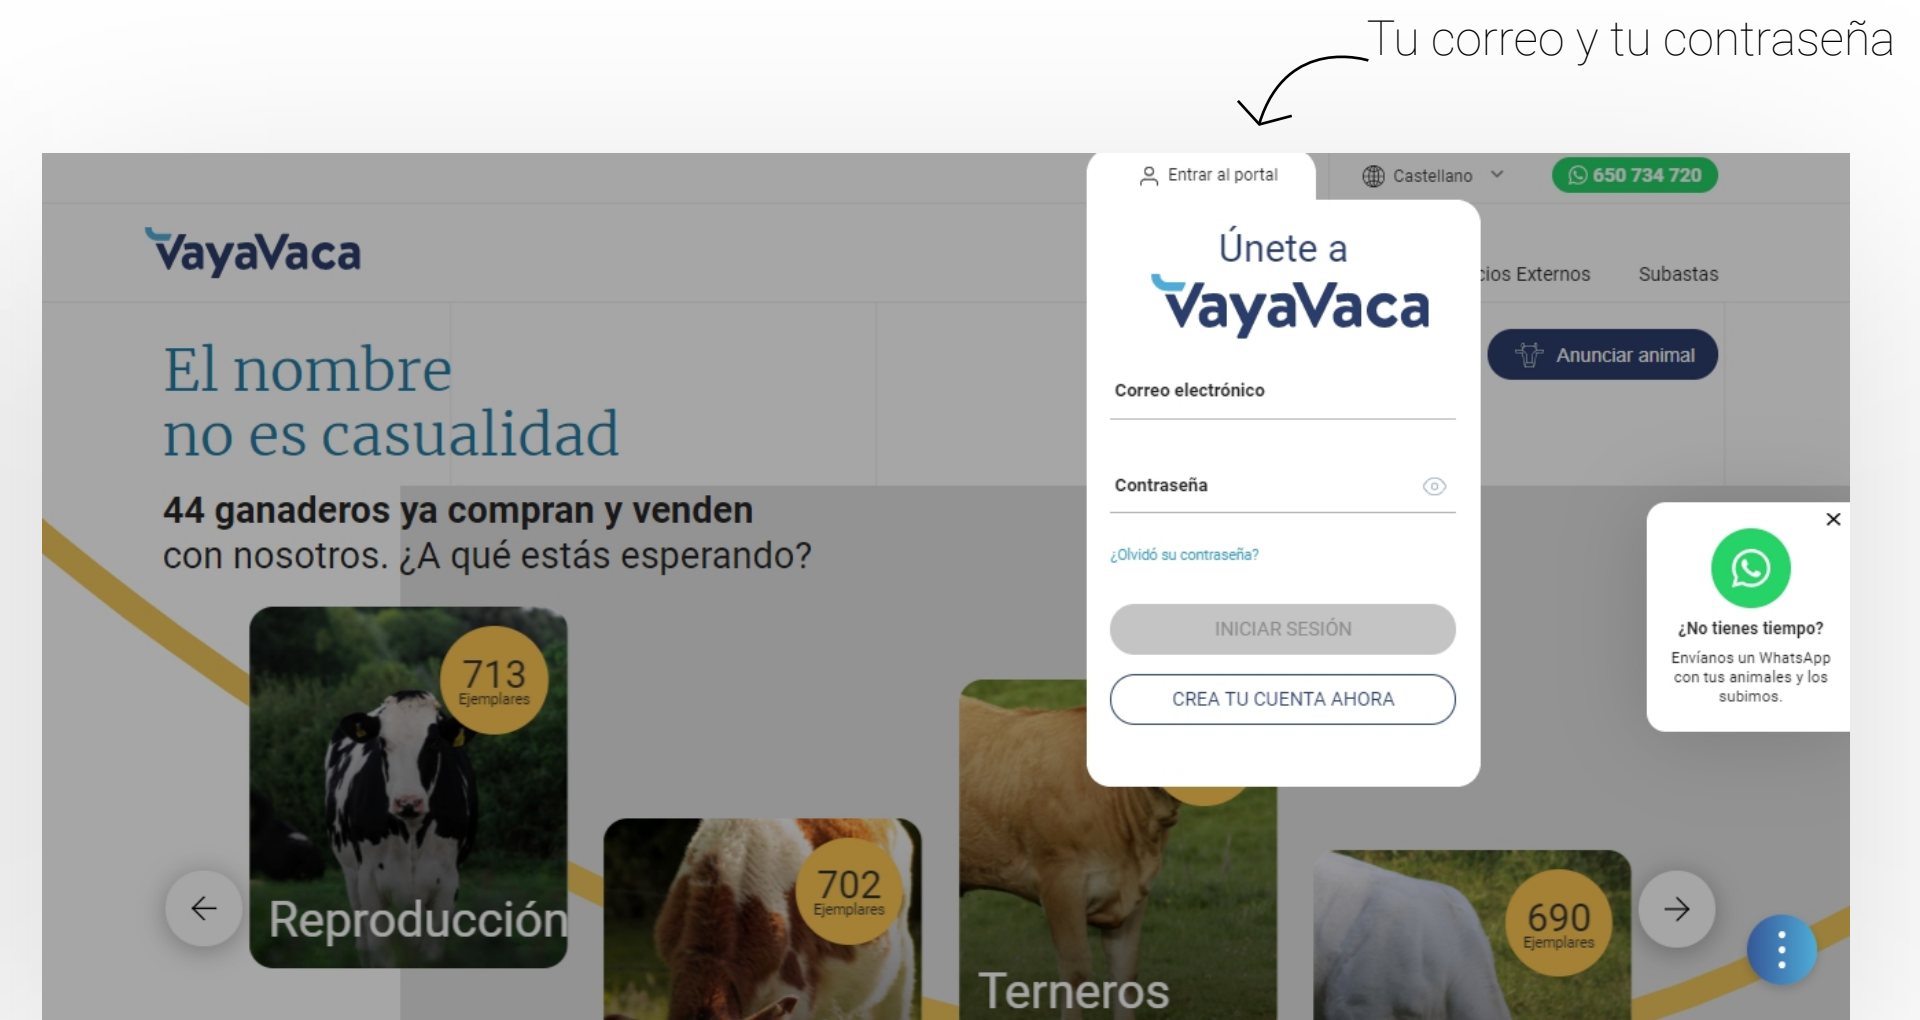 Tu correo y tu contraseña
Entrar al portal
Castellano
650 734 720
VayaVaca
cios Externos
Subastas
Únete a
VayaVaca
Anunciar animal
El nombre
no es casualidad
44 ganaderos ya compran y venden
con nosotros. ¿A qué estás esperando?
Correo electrónico
Contraseña
¿Olvidó su contraseña?
INICIAR SESIÓN
CREA TU CUENTA AHORA
¿No tienes tiempo?
Envíanos un WhatsApp
con tus animales y los
subimos.
713
Ejemplares
Reproducción
702
Ejemplares
Terneros
690
Ejemplares